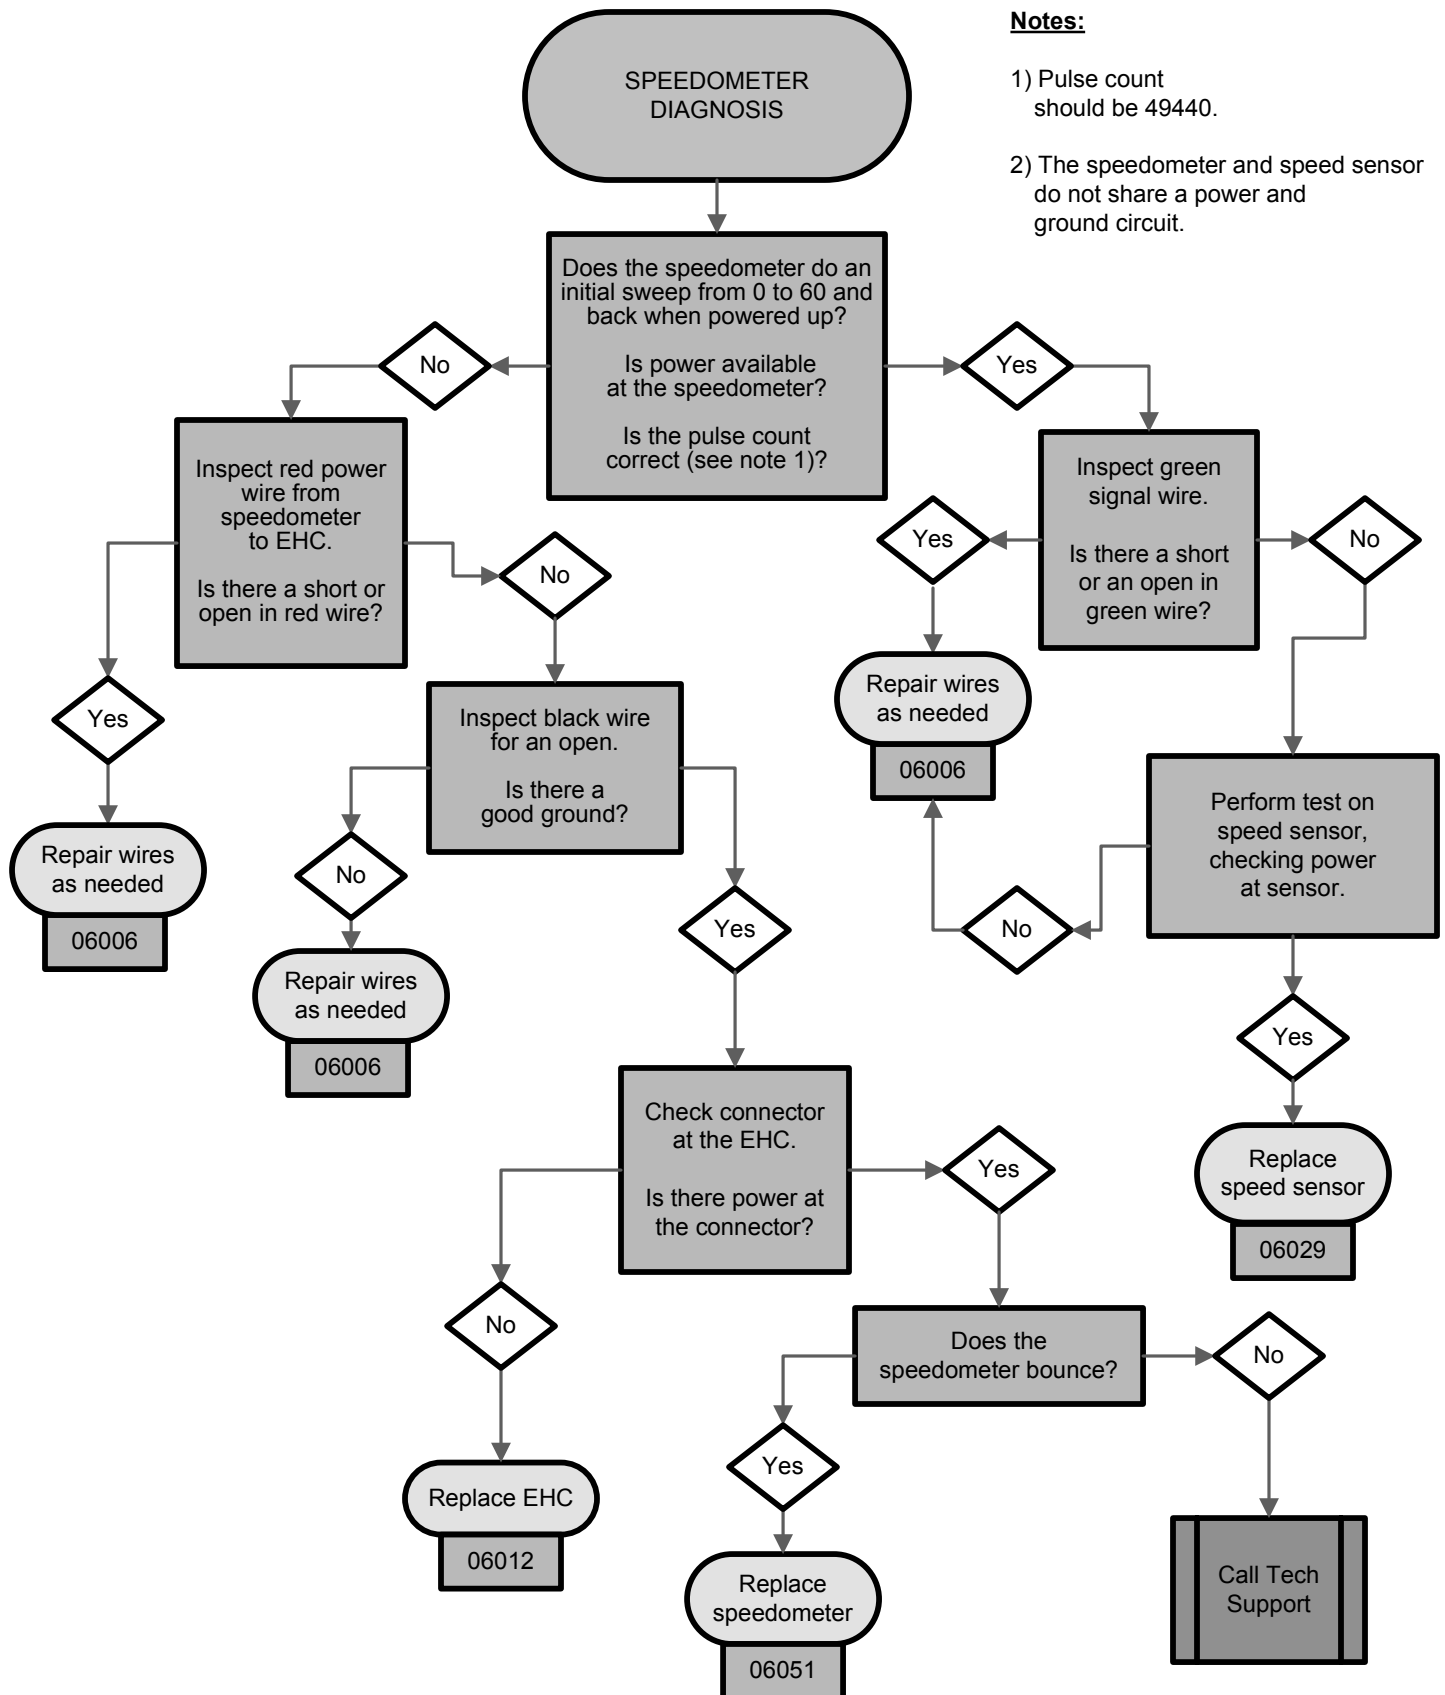 Notes:
1) Pulse count
should be 49440.
2) The speedometer and speed sensor
do not share a power and
ground circuit.
SPEEDOMETER
DIAGNOSIS
Does the speedometer do an
initial sweep from 0 to 60 and
back when powered up?
Is power available
at the speedometer?
Is the pulse count
correct (see note 1)?
No
Yes
Inspect red power
wire from
speedometer
to EHC.
Is there a short or
open in red wire?
Inspect green
signal wire.
Is there a short
or an open in
green wire?
Yes
No
No
Yes
Repair wires
as needed
06006
Inspect black wire
for an open.
Is there a
good ground?
Perform test on
speed sensor,
checking power
at sensor.
Repair wires
as needed
06006
No
Yes
No
Repair wires
as needed
06006
Yes
Check connector
at the EHC.
Is there power at
the connector?
Yes
Replace
speed sensor
06029
No
Does the
speedometer bounce?
No
Yes
Replace EHC
06012
Replace
speedometer
06051
Call Tech
Support